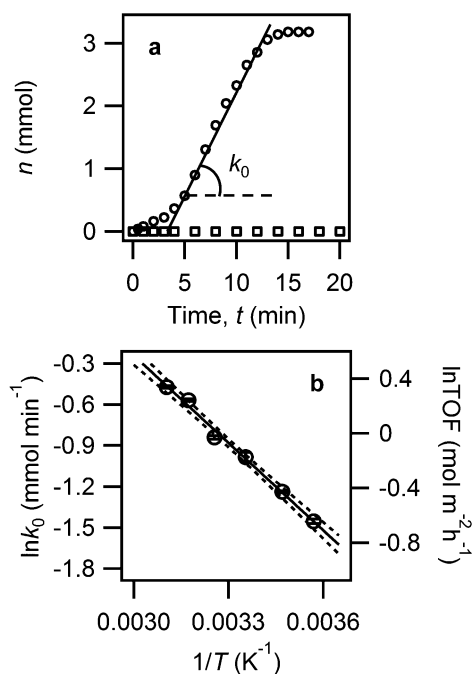 a
n (mmol)
3
2
1
0
k₀
0 5 10 15 20
Time, t (min)
b
lnk₀ (mmol min⁻¹)
-0.3
-0.6
-0.9
-1.2
-1.5
-1.8
0.4
0
-0.4
-0.8
lnTOF (mol m⁻² h⁻¹)
0.0030 0.0033 0.0036
1/T (K⁻¹)